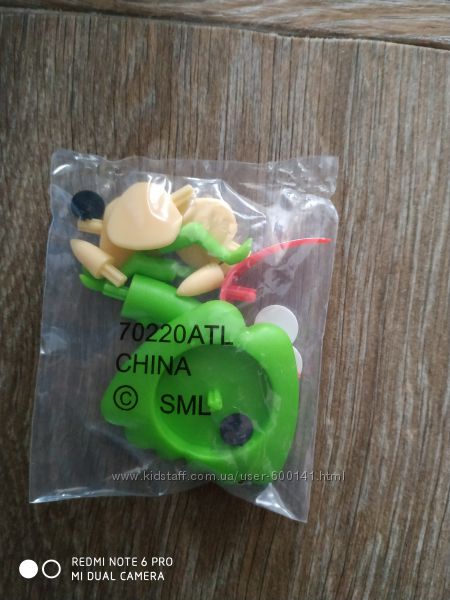 70220ATL
CHINA
© SML
www.kidstaff.com.ua/user-600141.html
REDMI NOTE 6 PRO
MI DUAL CAMERA